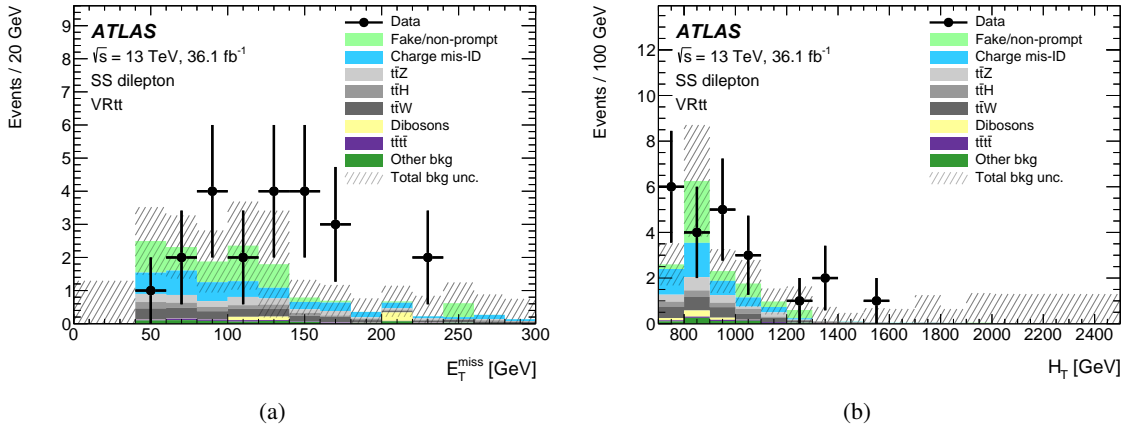 ATLAS
√s = 13 TeV, 36.1 fb⁻¹
SS dilepton
VRtt
Data
Fake/non-prompt
Charge mis-ID
tt̄Z
tt̄H
tt̄W
Dibosons
tt̄tt̄
Other bkg
Total bkg unc.
Events / 20 GeV
9
8
7
6
5
4
3
2
1
0
0 50 100 150 200 250 300
E_T^miss [GeV]
(a)
ATLAS
√s = 13 TeV, 36.1 fb⁻¹
SS dilepton
VRtt
Data
Fake/non-prompt
Charge mis-ID
tt̄Z
tt̄H
tt̄W
Dibosons
tt̄tt̄
Other bkg
Total bkg unc.
Events / 100 GeV
12
10
8
6
4
2
0
800 1000 1200 1400 1600 1800 2000 2200 2400
H_T [GeV]
(b)